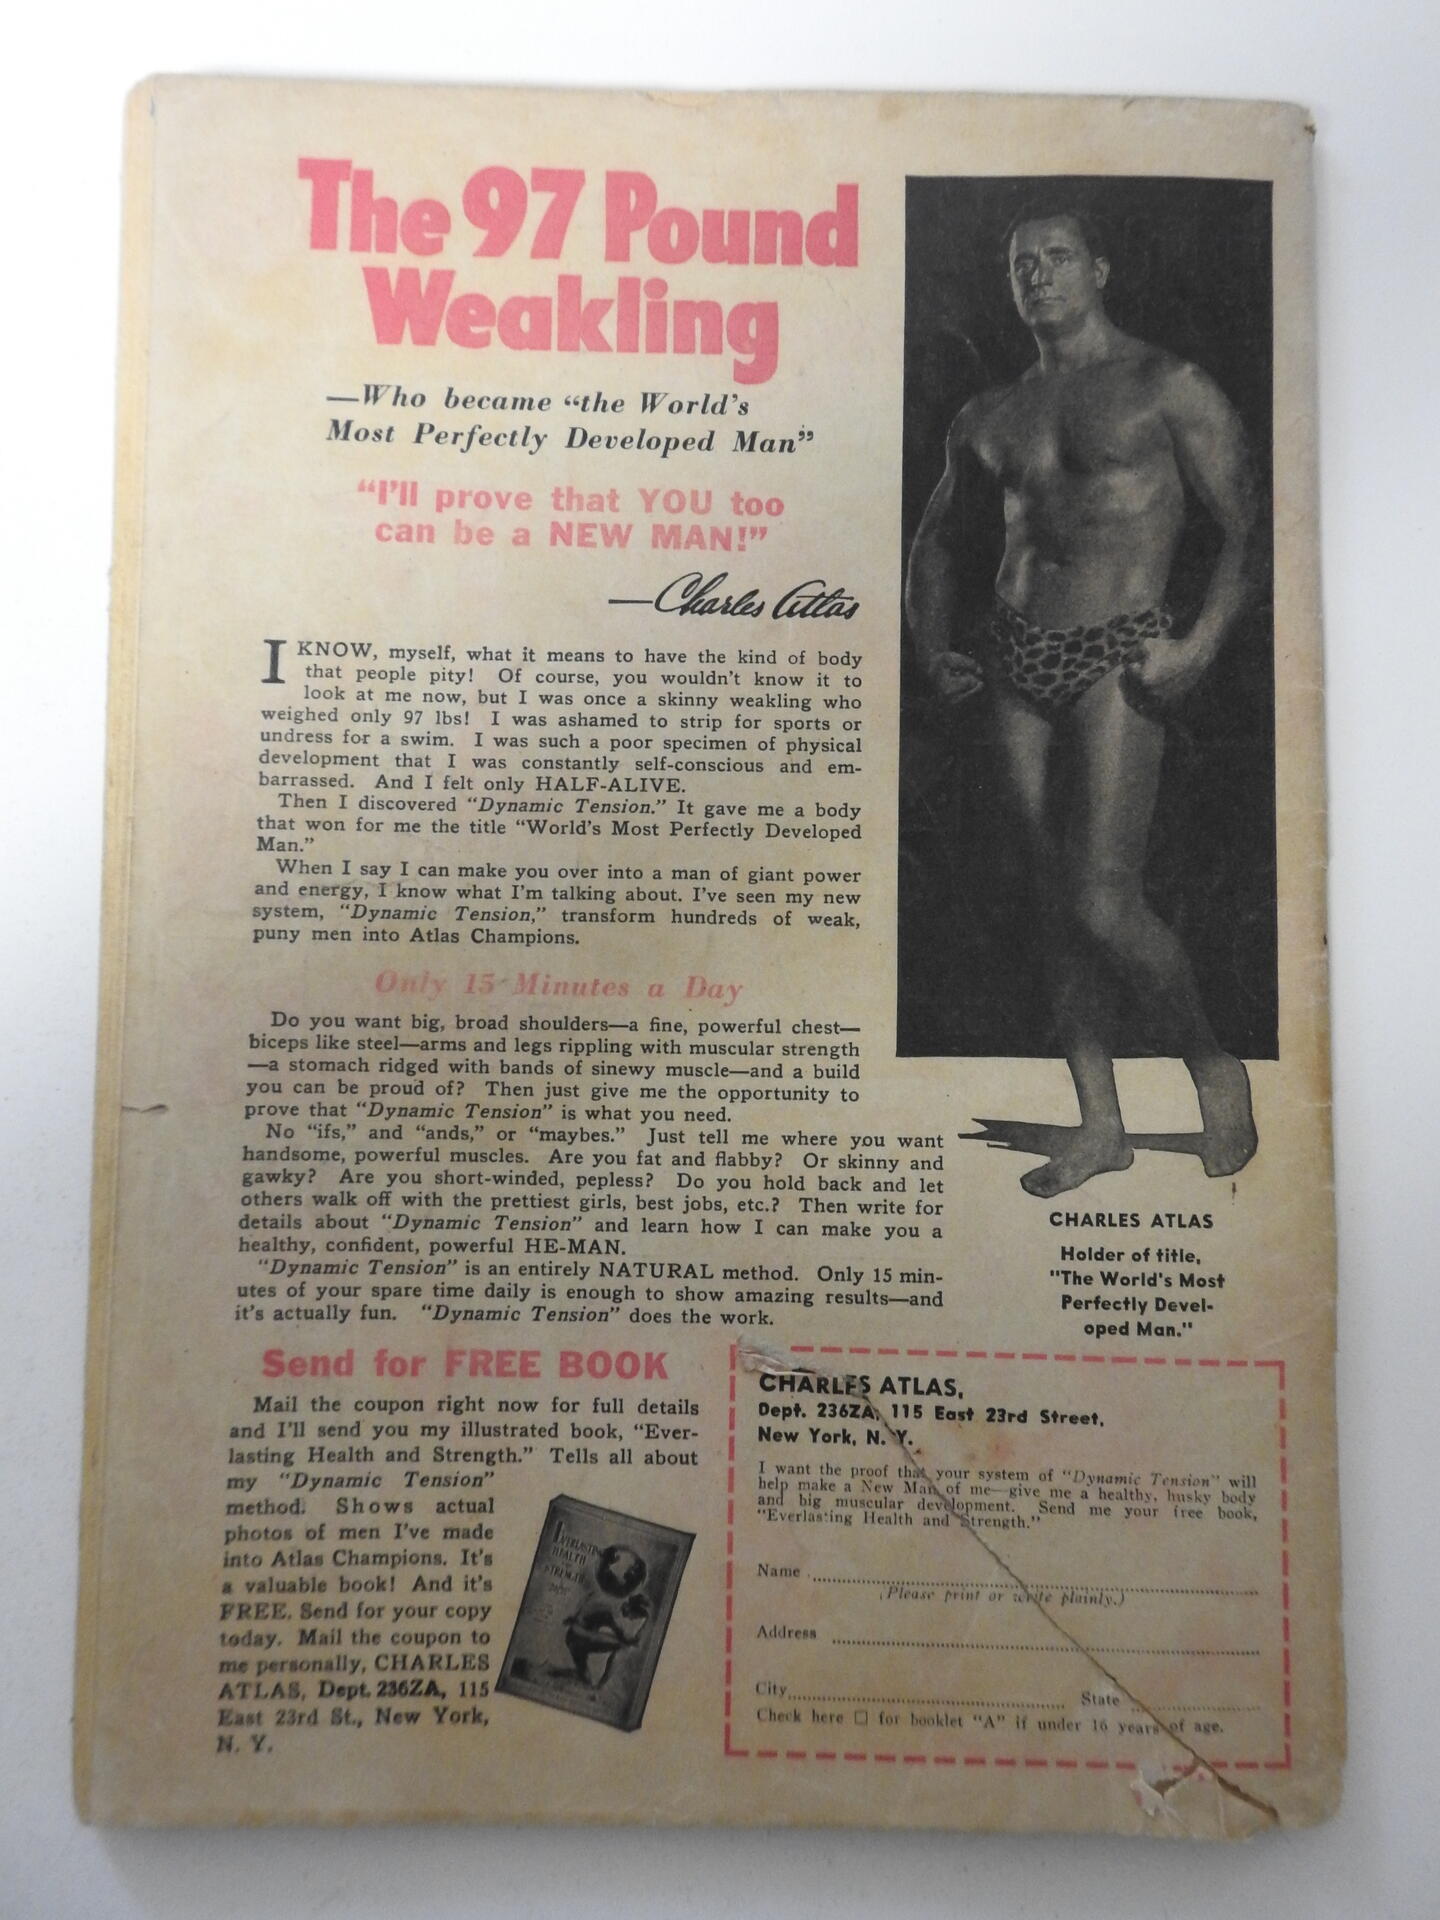 The 97 Pound
Weakling
—Who became “the World’s
Most Perfectly Developed Man”
“I’ll prove that YOU too
can be a NEW MAN!”
—Charles Atlas
I KNOW, myself, what it means to have the kind of body
that people pity! Of course, you wouldn’t know it to
look at me now, but I was once a skinny weakling who
weighed only 97 lbs! I was ashamed to strip for sports or
undress for a swim. I was such a poor specimen of physical
development that I was constantly self-conscious and em-
barrassed. And I felt only HALF-ALIVE.
Then I discovered “Dynamic Tension.” It gave me a body
that won for me the title “World’s Most Perfectly Developed
Man.”
When I say I can make you over into a man of giant power
and energy, I know what I’m talking about. I’ve seen my new
system, “Dynamic Tension,” transform hundreds of weak,
puny men into Atlas Champions.
Only 15 Minutes a Day
Do you want big, broad shoulders—a fine, powerful chest—
biceps like steel—arms and legs rippling with muscular strength
—a stomach ridged with bands of sinewy muscle—and a build
you can be proud of? Then just give me the opportunity to
prove that “Dynamic Tension” is what you need.
No “ifs,” and “ands,” or “maybes.” Just tell me where you want
handsome, powerful muscles. Are you fat and flabby? Or skinny and
gawky? Are you short-winded, pepless? Do you hold back and let
others walk off with the prettiest girls, best jobs, etc.? Then write for
details about “Dynamic Tension” and learn how I can make you a
healthy, confident, powerful HE-MAN.
“Dynamic Tension” is an entirely NATURAL method. Only 15 min-
utes of your spare time daily is enough to show amazing results—and
it’s actually fun. “Dynamic Tension” does the work.
CHARLES ATLAS
Holder of title,
"The World's Most
Perfectly Devel-
oped Man."
Send for FREE BOOK
Mail the coupon right now for full details
and I’ll send you my illustrated book, “Ever-
lasting Health and Strength.” Tells all about
my “Dynamic Tension”
method. Shows actual
photos of men I’ve made
into Atlas Champions. It’s
a valuable book! And it’s
FREE. Send for your copy
today. Mail the coupon to
me personally, CHARLES
ATLAS, Dept. 236ZA, 115
East 23rd St., New York,
N. Y.
EVERLASTING
HEALTH
STRENGTH
CHARLES ATLAS,
Dept. 236ZA, 115 East 23rd Street,
New York, N. Y.
I want the proof that your system of “Dynamic Tension” will
help make a New Man of me—give me a healthy, husky body
and big muscular development. Send me your free book,
“Everlasting Health and Strength.”
Name
(Please print or write plainly.)
Address
City State
Check here ☐ for booklet “A” if under 16 years of age.